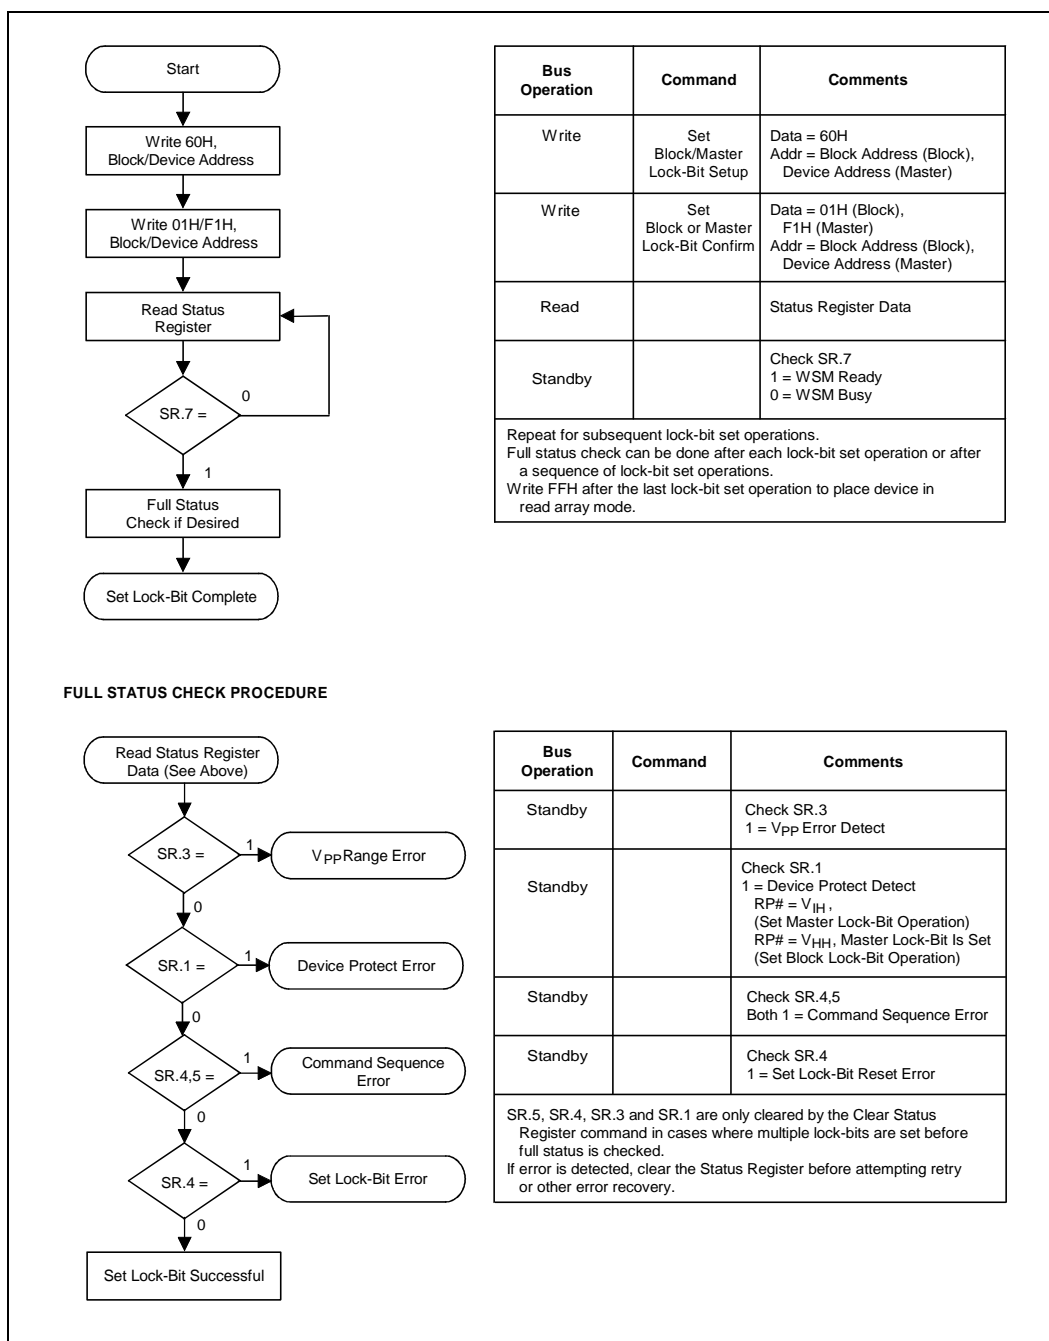 Start
Write 60H,
Block/Device Address
Write 01H/F1H,
Block/Device Address
Read Status
Register
SR.7 =
0
1
Full Status
Check if Desired
Set Lock-Bit Complete
Bus
Operation
Command
Comments
Write
Set
Block/Master
Lock-Bit Setup
Data = 60H
Addr = Block Address (Block),
Device Address (Master)
Write
Set
Block or Master
Lock-Bit Confirm
Data = 01H (Block),
F1H (Master)
Addr = Block Address (Block),
Device Address (Master)
Read
Status Register Data
Standby
Check SR.7
1 = WSM Ready
0 = WSM Busy
Repeat for subsequent lock-bit set operations.
Full status check can be done after each lock-bit set operation or after
a sequence of lock-bit set operations.
Write FFH after the last lock-bit set operation to place device in
read array mode.
FULL STATUS CHECK PROCEDURE
Read Status Register
Data (See Above)
SR.3 =
1
VPP Range Error
0
SR.1 =
1
Device Protect Error
0
SR.4,5 =
1
Command Sequence
Error
0
SR.4 =
1
Set Lock-Bit Error
0
Set Lock-Bit Successful
Bus
Operation
Command
Comments
Standby
Check SR.3
1 = VPP Error Detect
Standby
Check SR.1
1 = Device Protect Detect
RP# = VIH,
(Set Master Lock-Bit Operation)
RP# = VHH, Master Lock-Bit Is Set
(Set Block Lock-Bit Operation)
Standby
Check SR.4,5
Both 1 = Command Sequence Error
Standby
Check SR.4
1 = Set Lock-Bit Reset Error
SR.5, SR.4, SR.3 and SR.1 are only cleared by the Clear Status
Register command in cases where multiple lock-bits are set before
full status is checked.
If error is detected, clear the Status Register before attempting retry
or other error recovery.